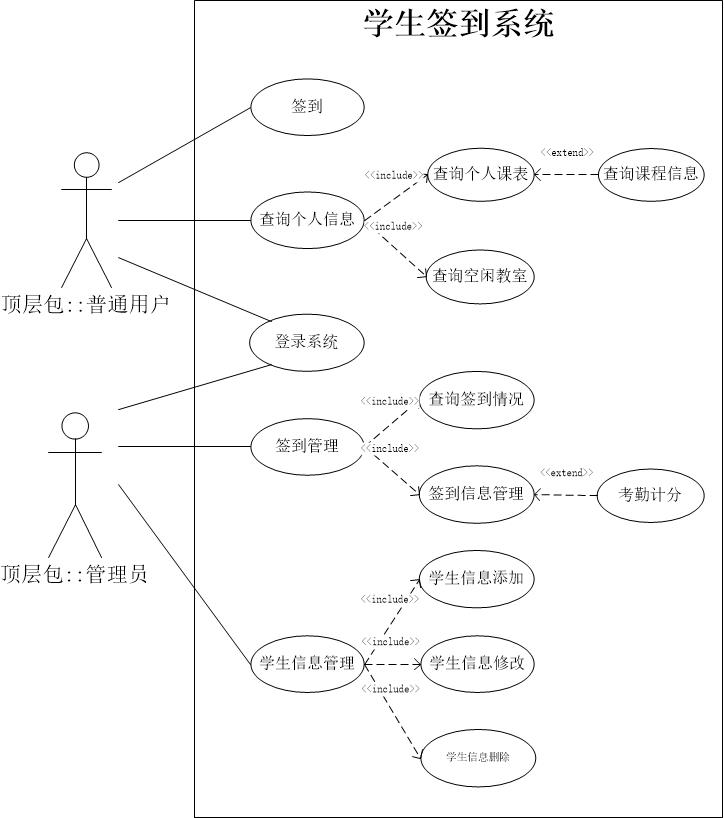 学生签到系统
签到
<<extend>>
<<include>>
查询个人课表
查询课程信息
查询个人信息
<<include>>
查询空闲教室
顶层包::普通用户
登录系统
<<include>>
查询签到情况
签到管理
<<include>>
<<extend>>
签到信息管理
考勤计分
顶层包::管理员
学生信息添加
<<include>>
<<include>>
学生信息管理
学生信息修改
<<include>>
学生信息删除